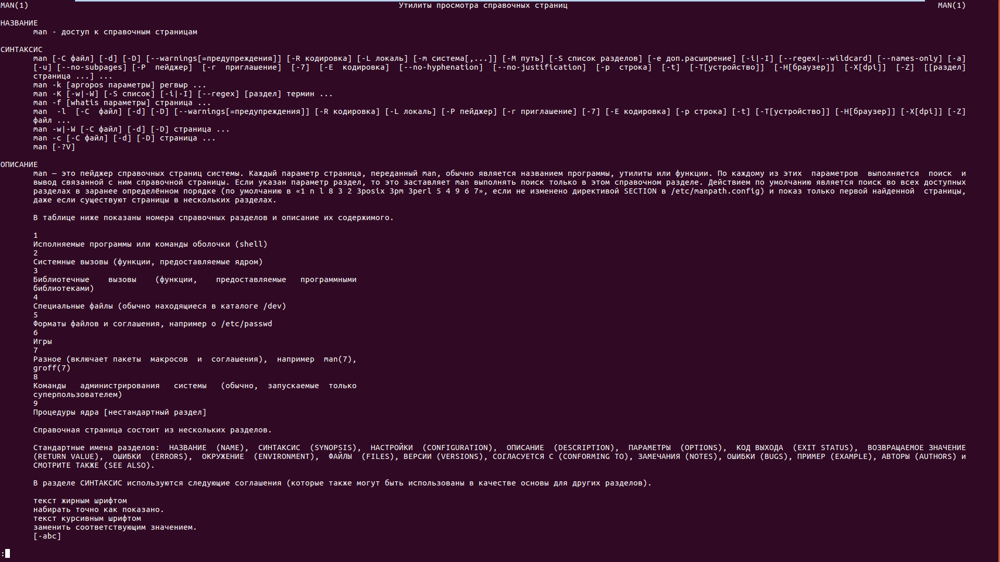 MAN(1) Утилиты просмотра справочных страниц MAN(1)
НАЗВАНИЕ
man - доступ к справочным страницам
СИНТАКСИС
man [-C файл] [-d] [-D] [--warnings[=предупреждения]] [-R кодировка] [-L локаль] [-m система[,...]] [-M путь] [-S список разделов] [-e доп.расширение] [-i|-I] [--regex|--wildcard] [--names-only] [-a]
[-u] [--no-subpages] [-P пейджер] [-r приглашение] [-7] [-E кодировка] [--no-hyphenation] [--no-justification] [-p строка] [-t] [-T[устройство]] [-H[браузер]] [-X[dpi]] [-Z] [[раздел]
страница ...] ...
man -k [apropos параметры] регвыр ...
man -K [-w|-W] [-S список] [-i|-I] [--regex] [раздел] термин ...
man -f [whatis параметры] страница ...
man -l [-C файл] [-d] [-D] [--warnings[=предупреждения]] [-R кодировка] [-L локаль] [-P пейджер] [-r приглашение] [-7] [-E кодировка] [-p строка] [-t] [-T[устройство]] [-H[браузер]] [-X[dpi]] [-Z]
файл ...
man -w|-W [-C файл] [-d] [-D] страница ...
man -c [-C файл] [-d] [-D] страница ...
man [-?V]
ОПИСАНИЕ
man — это пейджер справочных страниц системы. Каждый параметр страница, переданный man, обычно является названием программы, утилиты или функции. По каждому из этих параметров выполняется поиск и
вывод связанной с ним справочной страницы. Если указан параметр раздел, то это заставляет man выполнять поиск только в этом справочном разделе. Действием по умолчанию является поиск во всех доступных
разделах в заранее определённом порядке (по умолчанию в «1 n l 8 3 2 3posix 3pm 3perl 5 4 9 6 7», если не изменено директивой SECTION в /etc/manpath.config) и показ только первой найденной страницы,
даже если существуют страницы в нескольких разделах.
В таблице ниже показаны номера справочных разделов и описание их содержимого.
1
Исполняемые программы или команды оболочки (shell)
2
Системные вызовы (функции, предоставляемые ядром)
3
Библиотечные вызовы (функции, предоставляемые программными
библиотеками)
4
Специальные файлы (обычно находящиеся в каталоге /dev)
5
Форматы файлов и соглашения, например о /etc/passwd
6
Игры
7
Разное (включает пакеты макросов и соглашения), например man(7),
groff(7)
8
Команды администрирования системы (обычно, запускаемые только
суперпользователем)
9
Процедуры ядра [нестандартный раздел]
Справочная страница состоит из нескольких разделов.
Стандартные имена разделов: НАЗВАНИЕ (NAME), СИНТАКСИС (SYNOPSIS), НАСТРОЙКИ (CONFIGURATION), ОПИСАНИЕ (DESCRIPTION), ПАРАМЕТРЫ (OPTIONS), КОД ВЫХОДА (EXIT STATUS), ВОЗВРАЩАЕМОЕ ЗНАЧЕНИЕ
(RETURN VALUE), ОШИБКИ (ERRORS), ОКРУЖЕНИЕ (ENVIRONMENT), ФАЙЛЫ (FILES), ВЕРСИИ (VERSIONS), СОГЛАСУЕТСЯ С (CONFORMING TO), ЗАМЕЧАНИЯ (NOTES), ОШИБКИ (BUGS), ПРИМЕР (EXAMPLE), АВТОРЫ (AUTHORS) и
СМОТРИТЕ ТАКЖЕ (SEE ALSO).
В разделе СИНТАКСИС используются следующие соглашения (которые также могут быть использованы в качестве основы для других разделов).
текст жирным шрифтом
набирать точно как показано.
текст курсивным шрифтом
заменить соответствующим значением.
[-abc]
: